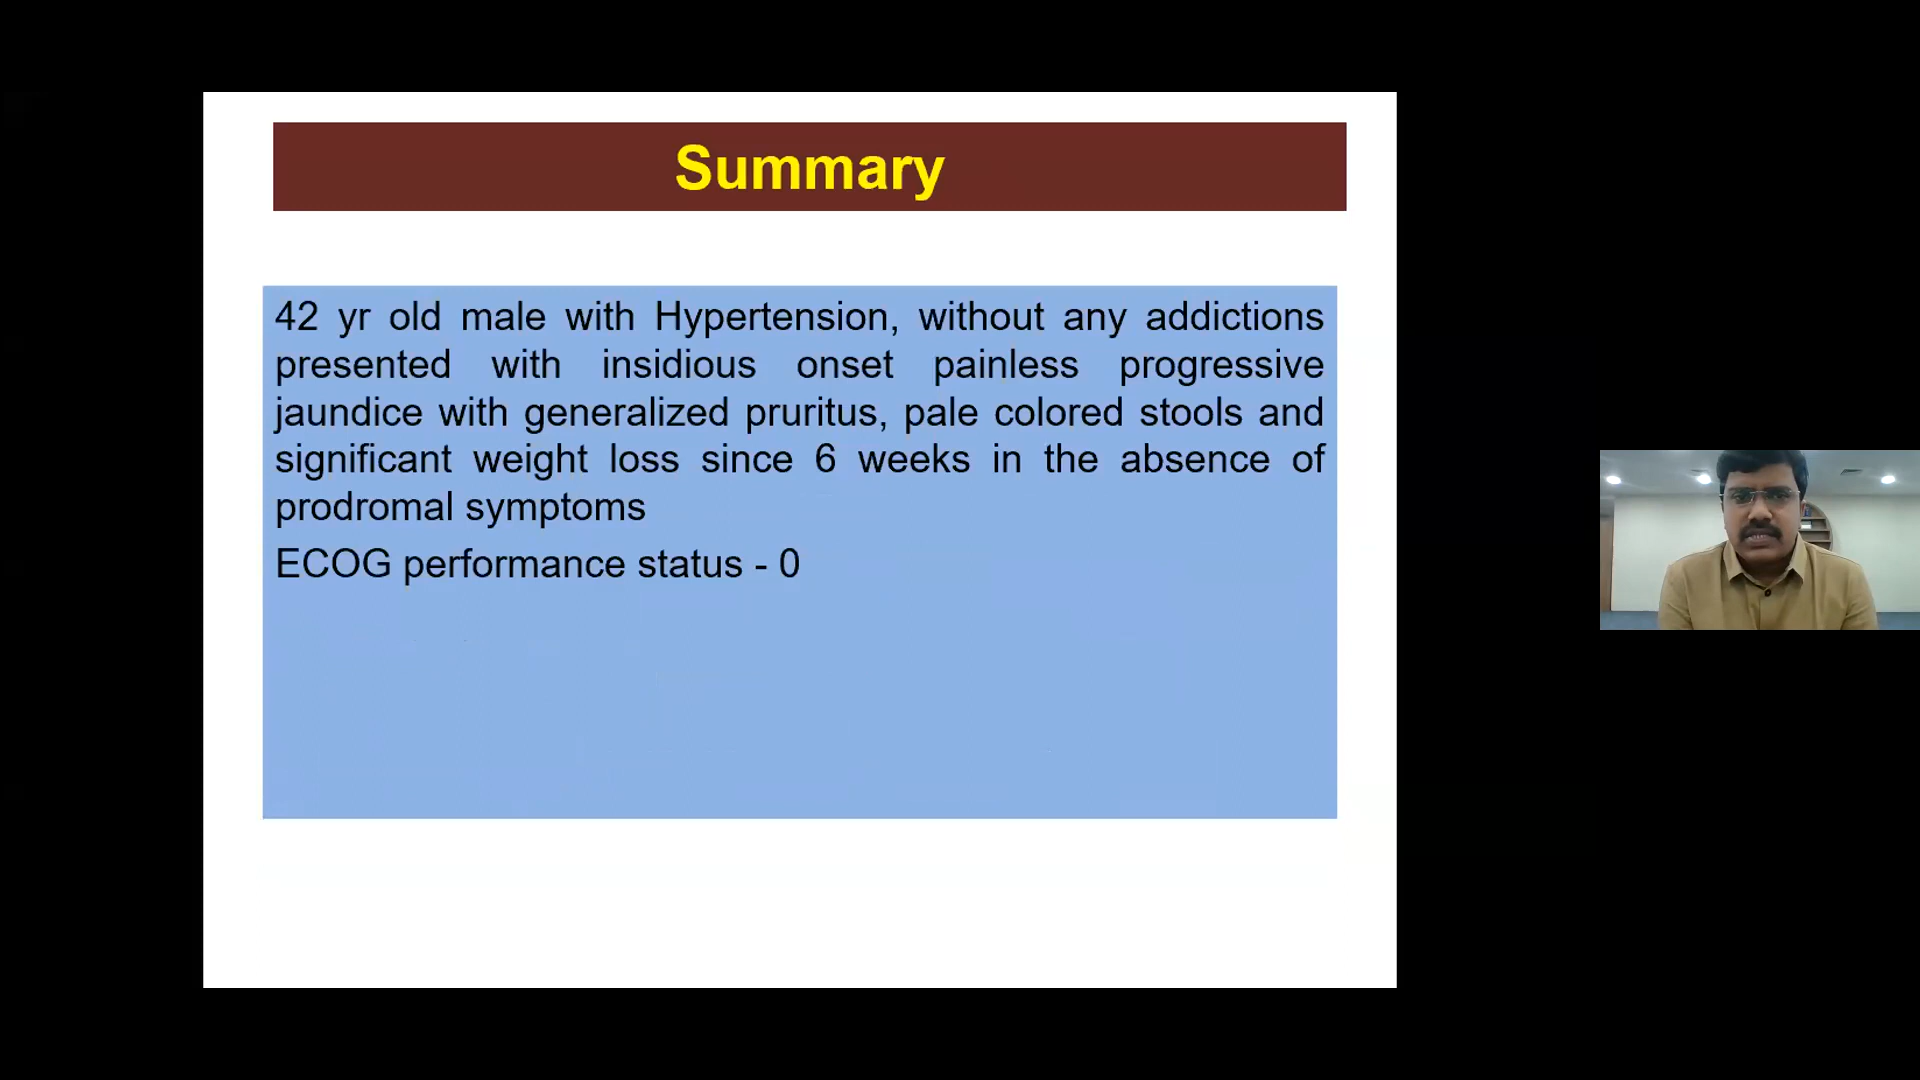 Summary
42 yr old male with Hypertension, without any addictions
presented with insidious onset painless progressive
jaundice with generalized pruritus, pale colored stools and
significant weight loss since 6 weeks in the absence of
prodromal symptoms
ECOG performance status - 0